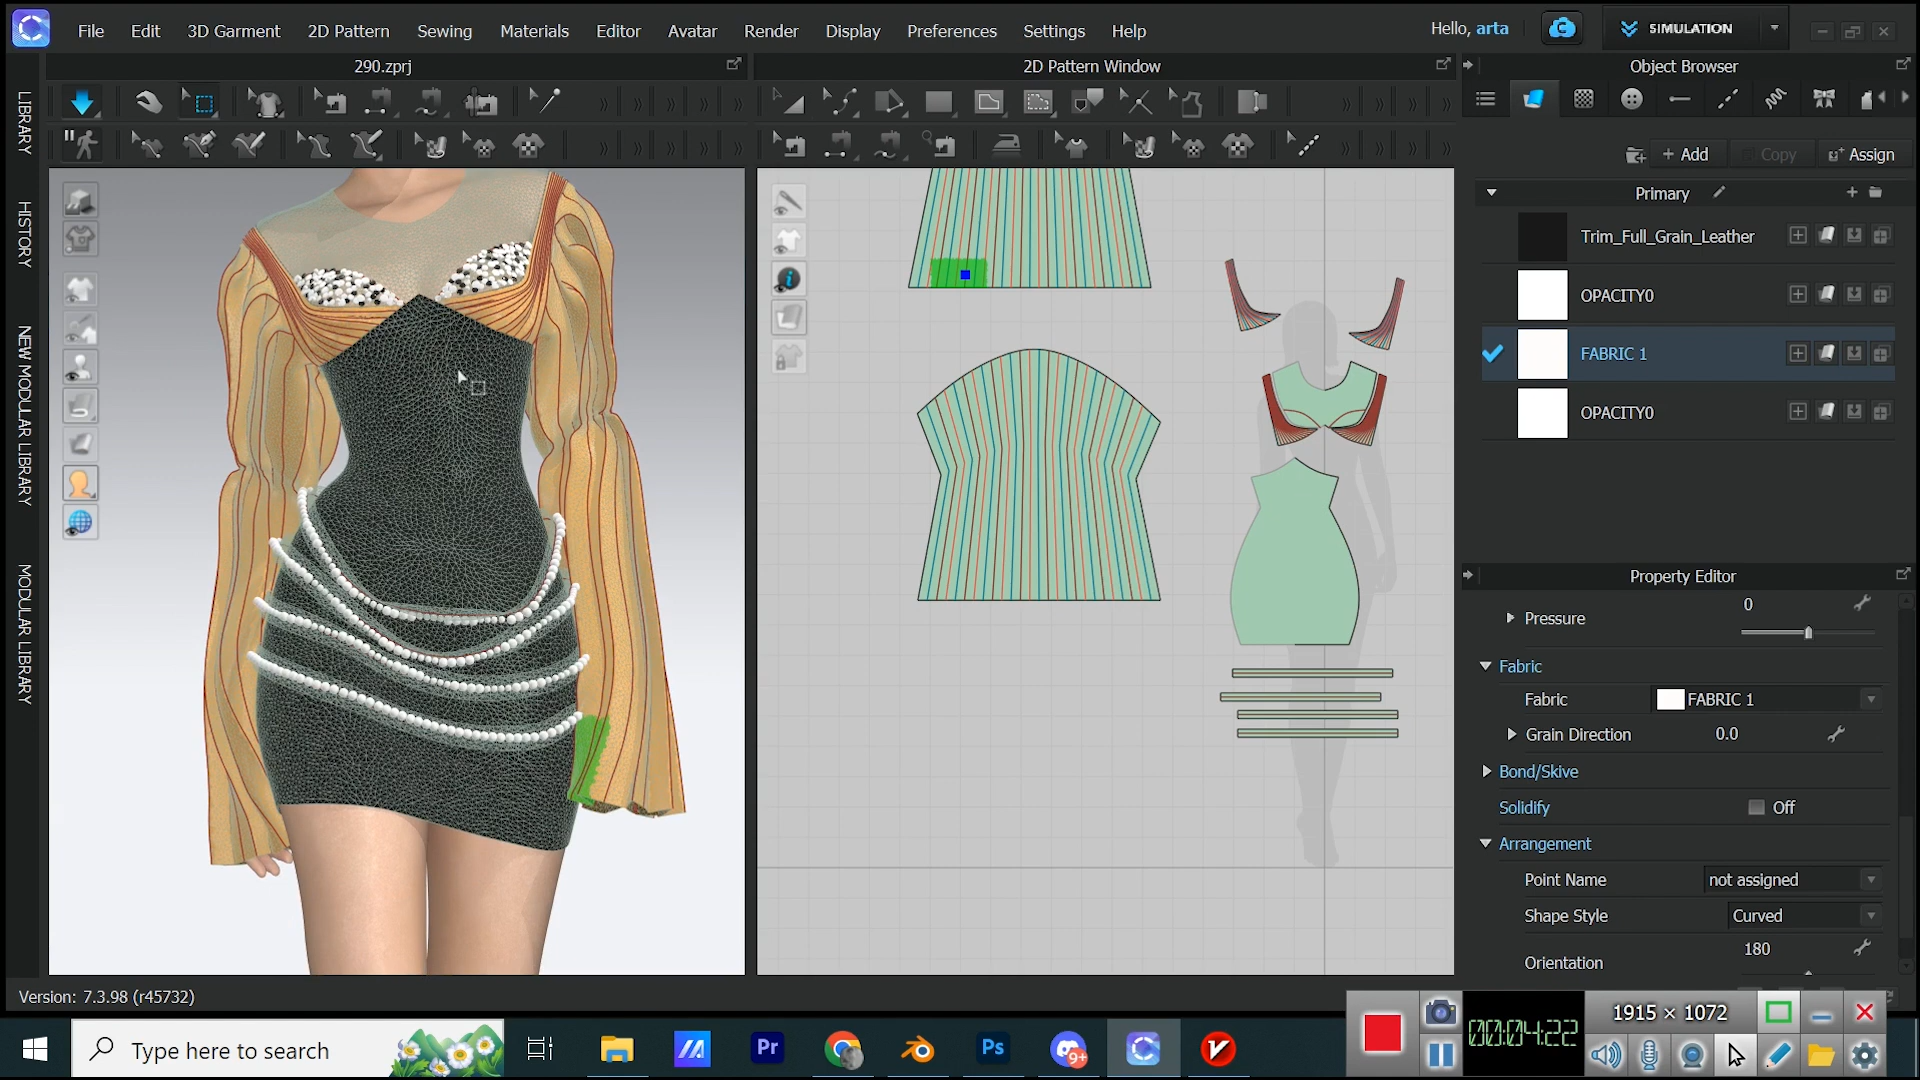 File
Edit
3D Garment
2D Pattern
Sewing
Materials
Editor
Avatar
Render
Display
Preferences
Settings
Help
Hello, arta
SIMULATION
290.zprj
2D Pattern Window
Object Browser
LIBRARY
HISTORY
NEW MODULAR LIBRARY
MODULAR LIBRARY
+ Add
Copy
Assign
Primary
Trim_Full_Grain_Leather
OPACITY0
FABRIC 1
OPACITY0
Property Editor
Pressure
0
Fabric
Fabric
FABRIC 1
Grain Direction
0.0
Bond/Skive
Solidify
Off
Arrangement
Point Name
not assigned
Shape Style
Curved
Orientation
180
Version: 7.3.98 (r45732)
Type here to search
Pr
Ps
9+
00:04:22
1915 × 1072